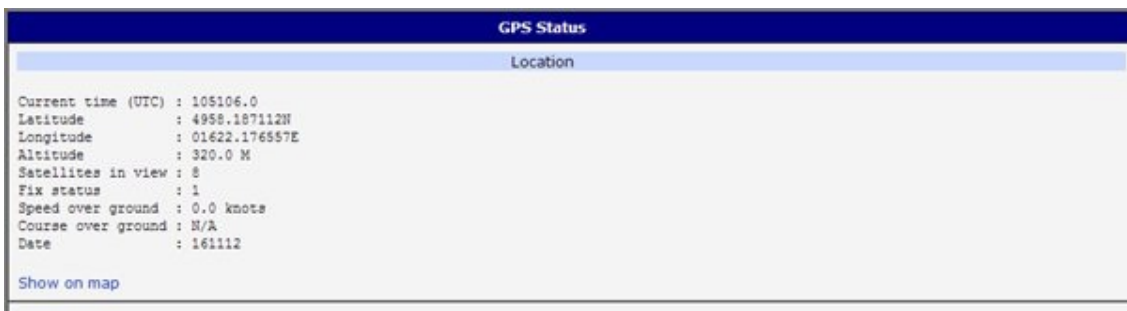 GPS Status
Location
Current time (UTC) : 105106.0
Latitude : 4958.187112N
Longitude : 01622.176557E
Altitude : 320.0 M
Satellites in view : 8
Fix status : 1
Speed over ground : 0.0 knots
Course over ground : N/A
Date : 161112
Show on map